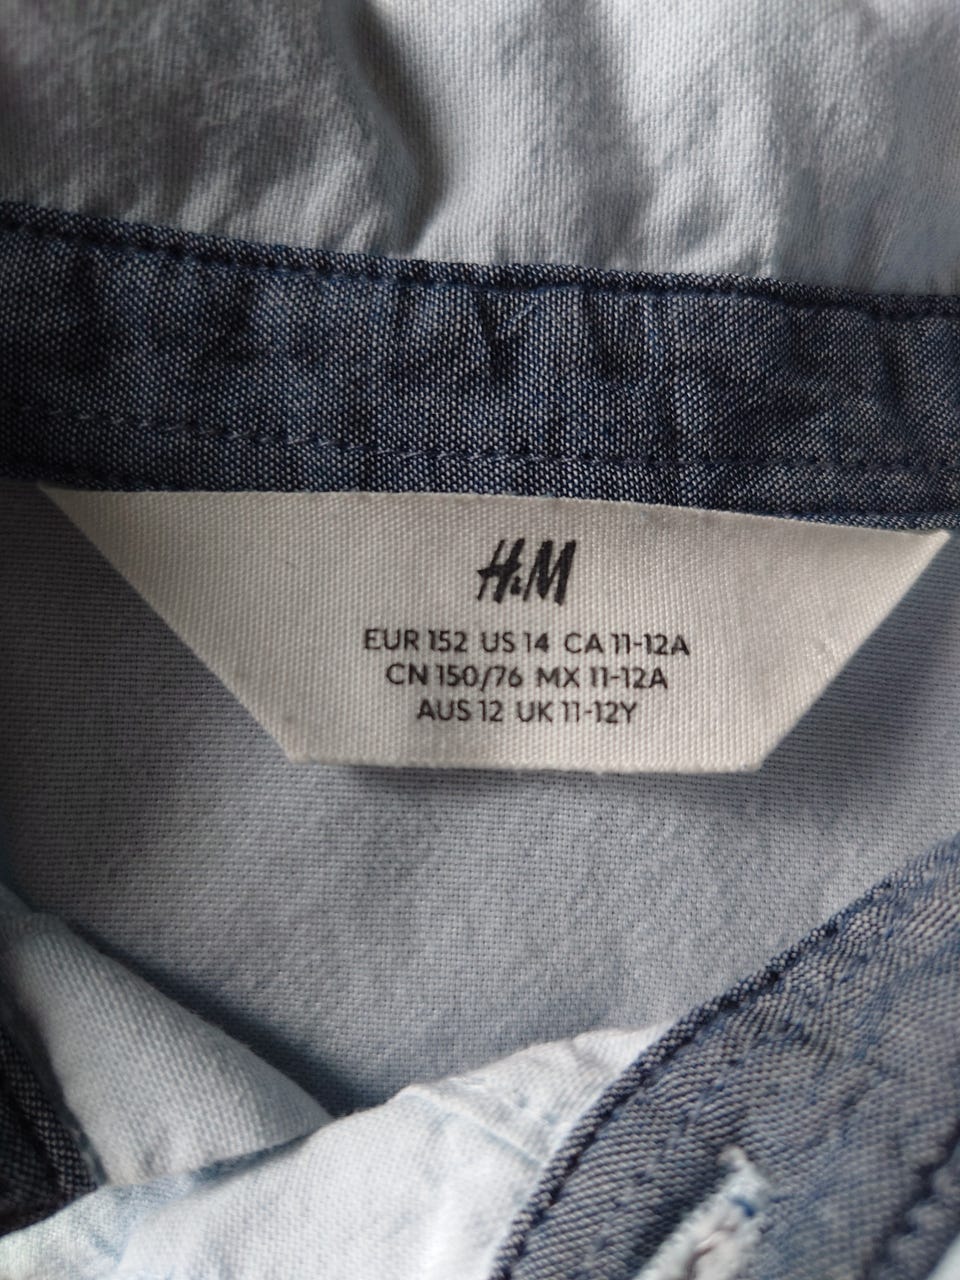 H&M
EUR 152 US 14 CA 11-12A
CN 150/76 MX 11-12A
AUS 12 UK 11-12Y